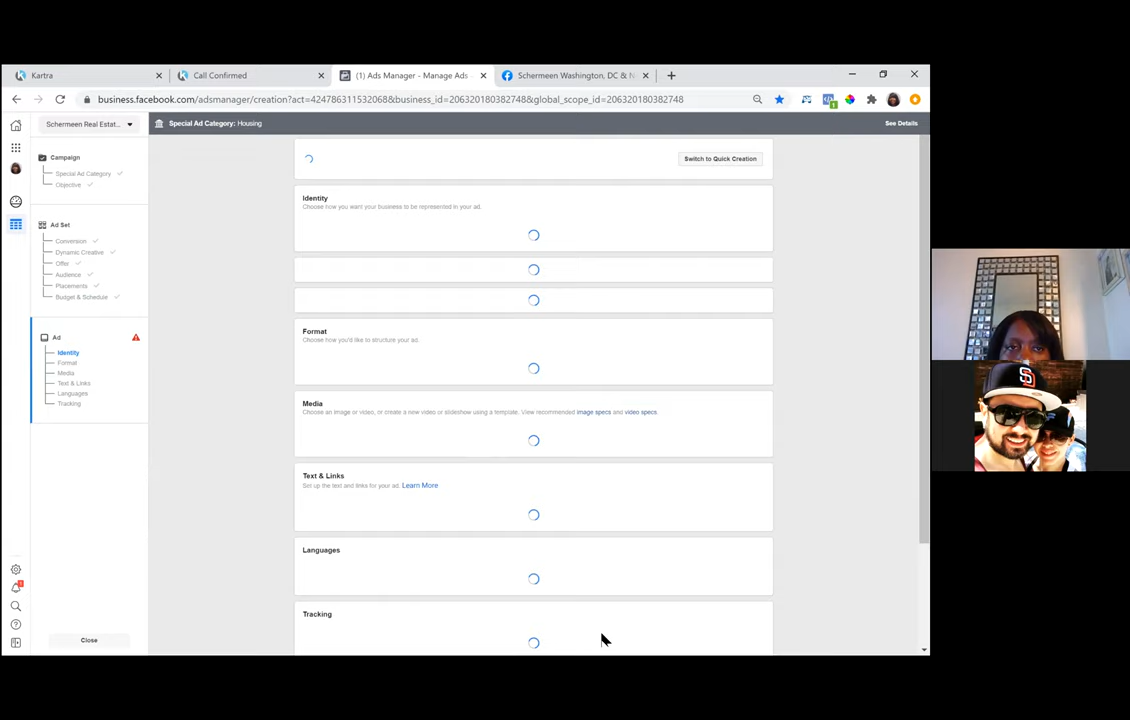 Kartra
Call Confirmed
(1) Ads Manager - Manage Ads
Schermeen Washington, DC & N
business.facebook.com/adsmanager/creation?act=424786311532068&business_id=206320180382748&global_scope_id=206320180382748
Schermeen Real Estat...
Special Ad Category: Housing
See Details
Campaign
Special Ad Category
Objective
Ad Set
Conversion
Dynamic Creative
Offer
Audience
Placements
Budget & Schedule
Ad
Identity
Format
Media
Text & Links
Languages
Tracking
Close
Switch to Quick Creation
Identity
Choose how you want your business to be represented in your ad.
Format
Choose how you'd like to structure your ad.
Media
Choose an image or video, or create a new video or slideshow using a template. View recommended image specs and video specs.
Text & Links
Set up the text and links for your ad. Learn More
Languages
Tracking